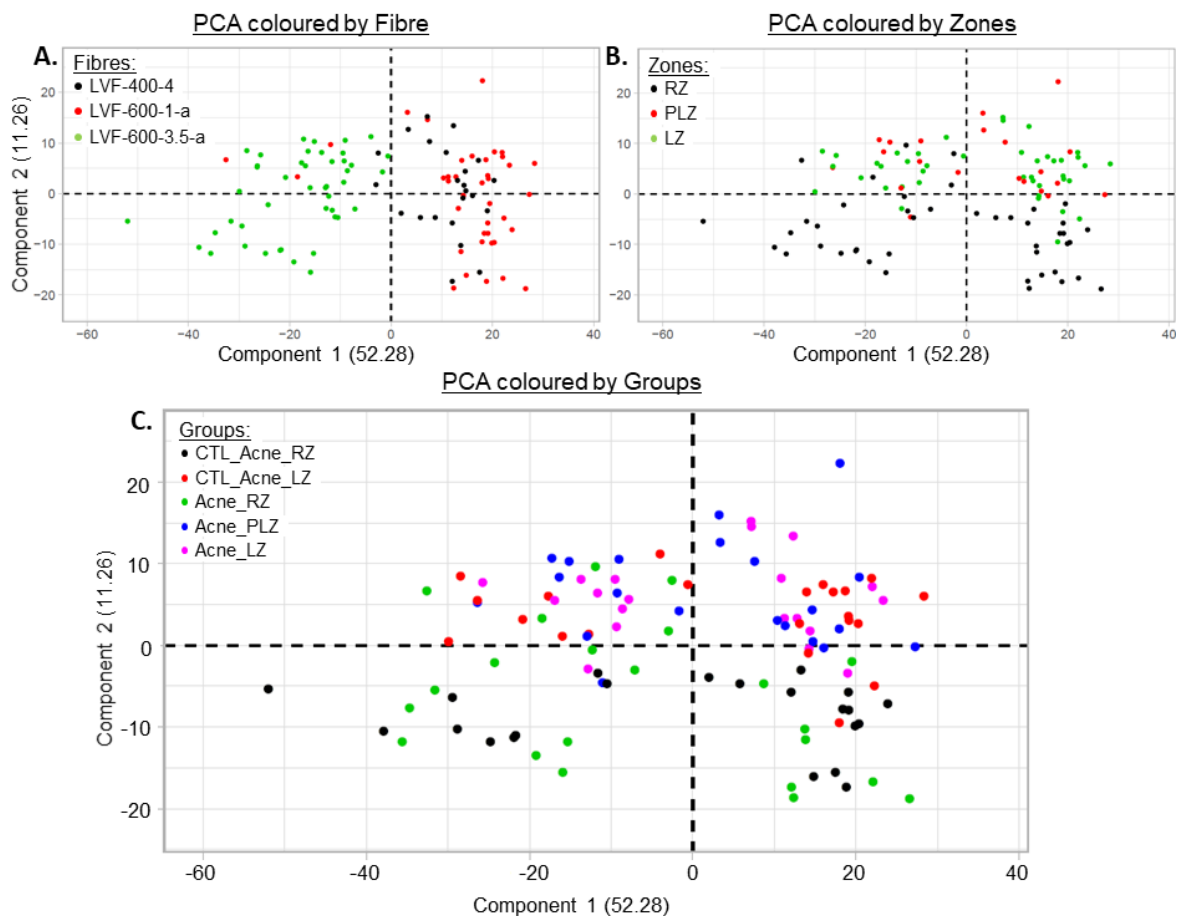 PCA coloured by Fibre
A.
Fibres:
LVF-400-4
LVF-600-1-a
LVF-600-3.5-a
Component 2 (11.26)
20
10
0
−10
−20
−60
−40
−20
0
20
40
Component 1 (52.28)
PCA coloured by Zones
B.
Zones:
RZ
PLZ
LZ
20
10
0
−10
−20
−60
−40
−20
0
20
40
Component 1 (52.28)
PCA coloured by Groups
C.
Groups:
CTL_Acne_RZ
CTL_Acne_LZ
Acne_RZ
Acne_PLZ
Acne_LZ
Component 2 (11.26)
20
10
0
-10
-20
-60
-40
-20
0
20
40
Component 1 (52.28)